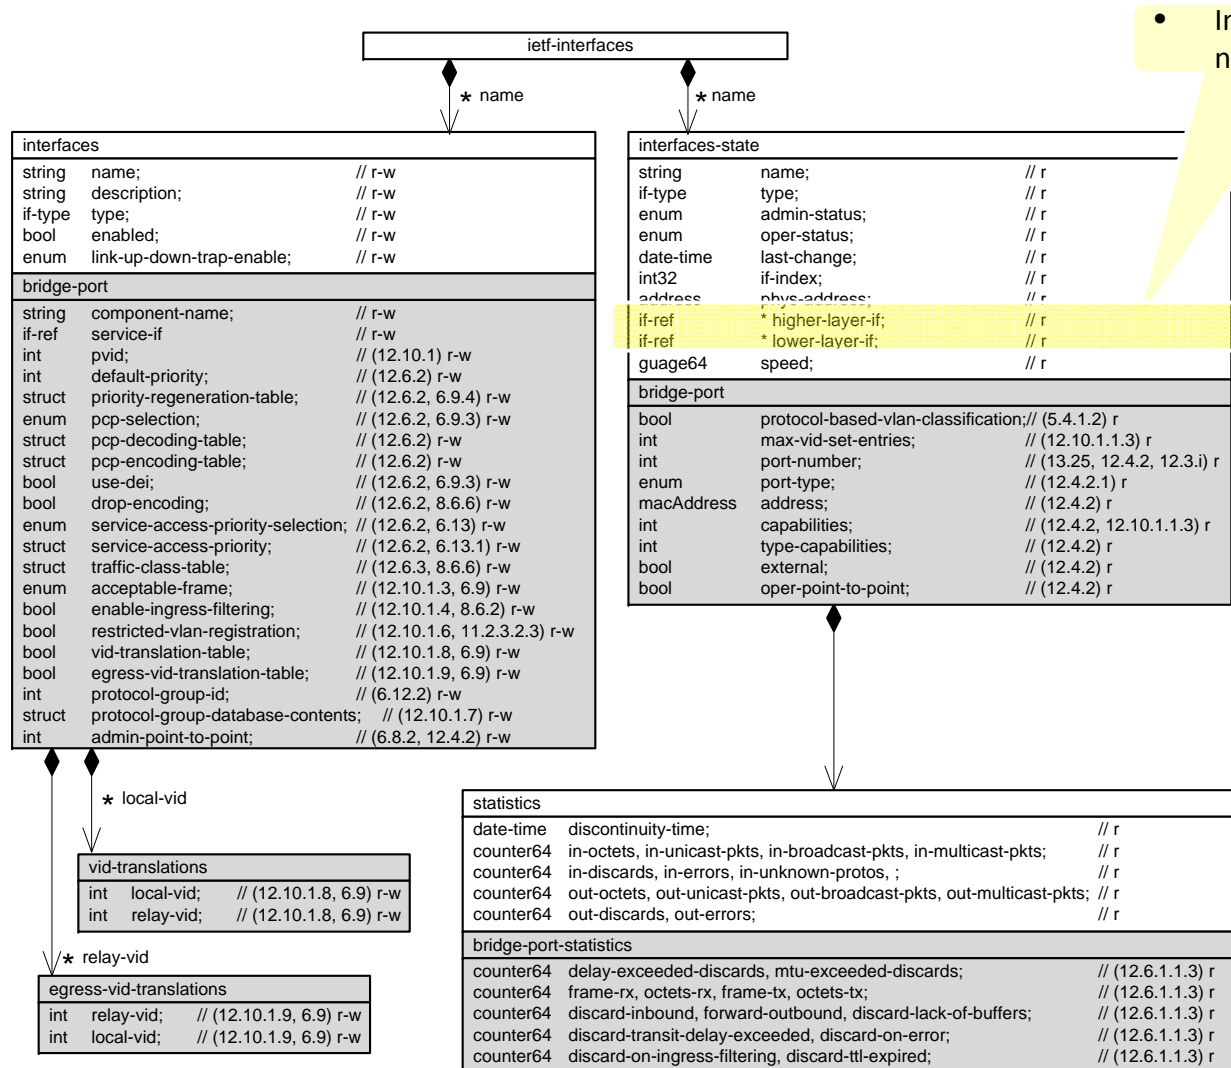 • In
n
ietf-interfaces
* name
* name
interfaces
string name; // r-w
string description; // r-w
if-type type; // r-w
bool enabled; // r-w
enum link-up-down-trap-enable; // r-w
bridge-port
string component-name; // r-w
if-ref service-if // r-w
int pvid; // (12.10.1) r-w
int default-priority; // (12.6.2) r-w
struct priority-regeneration-table; // (12.6.2, 6.9.4) r-w
enum pcp-selection; // (12.6.2, 6.9.3) r-w
struct pcp-decoding-table; // (12.6.2) r-w
struct pcp-encoding-table; // (12.6.2) r-w
bool use-dei; // (12.6.2, 6.9.3) r-w
bool drop-encoding; // (12.6.2, 8.6.6) r-w
enum service-access-priority-selection; // (12.6.2, 6.13) r-w
struct service-access-priority; // (12.6.2, 6.13.1) r-w
struct traffic-class-table; // (12.6.3, 8.6.6) r-w
enum acceptable-frame; // (12.10.1.3, 6.9) r-w
bool enable-ingress-filtering; // (12.10.1.4, 8.6.2) r-w
bool restricted-vlan-registration; // (12.10.1.6, 11.2.3.2.3) r-w
bool vid-translation-table; // (12.10.1.8, 6.9) r-w
bool egress-vid-translation-table; // (12.10.1.9, 6.9) r-w
int protocol-group-id; // (6.12.2) r-w
struct protocol-group-database-contents; // (12.10.1.7) r-w
int admin-point-to-point; // (6.8.2, 12.4.2) r-w
interfaces-state
string name; // r
if-type type; // r
enum admin-status; // r
enum oper-status; // r
date-time last-change; // r
int32 if-index; // r
address phys-address; // r
if-ref * higher-layer-if; // r
if-ref * lower-layer-if; // r
guage64 speed; // r
bridge-port
bool protocol-based-vlan-classification;// (5.4.1.2) r
int max-vid-set-entries; // (12.10.1.1.3) r
int port-number; // (13.25, 12.4.2, 12.3.i) r
enum port-type; // (12.4.2.1) r
macAddress address; // (12.4.2) r
int capabilities; // (12.4.2, 12.10.1.1.3) r
int type-capabilities; // (12.4.2) r
bool external; // (12.4.2) r
bool oper-point-to-point; // (12.4.2) r
* local-vid
vid-translations
int local-vid; // (12.10.1.8, 6.9) r-w
int relay-vid; // (12.10.1.8, 6.9) r-w
* relay-vid
egress-vid-translations
int relay-vid; // (12.10.1.9, 6.9) r-w
int local-vid; // (12.10.1.9, 6.9) r-w
statistics
date-time discontinuity-time; // r
counter64 in-octets, in-unicast-pkts, in-broadcast-pkts, in-multicast-pkts; // r
counter64 in-discards, in-errors, in-unknown-protos, ; // r
counter64 out-octets, out-unicast-pkts, out-broadcast-pkts, out-multicast-pkts; // r
counter64 out-discards, out-errors; // r
bridge-port-statistics
counter64 delay-exceeded-discards, mtu-exceeded-discards; // (12.6.1.1.3) r
counter64 frame-rx, octets-rx, frame-tx, octets-tx; // (12.6.1.1.3) r
counter64 discard-inbound, forward-outbound, discard-lack-of-buffers; // (12.6.1.1.3) r
counter64 discard-transit-delay-exceeded, discard-on-error; // (12.6.1.1.3) r
counter64 discard-on-ingress-filtering, discard-ttl-expired; // (12.6.1.1.3) r